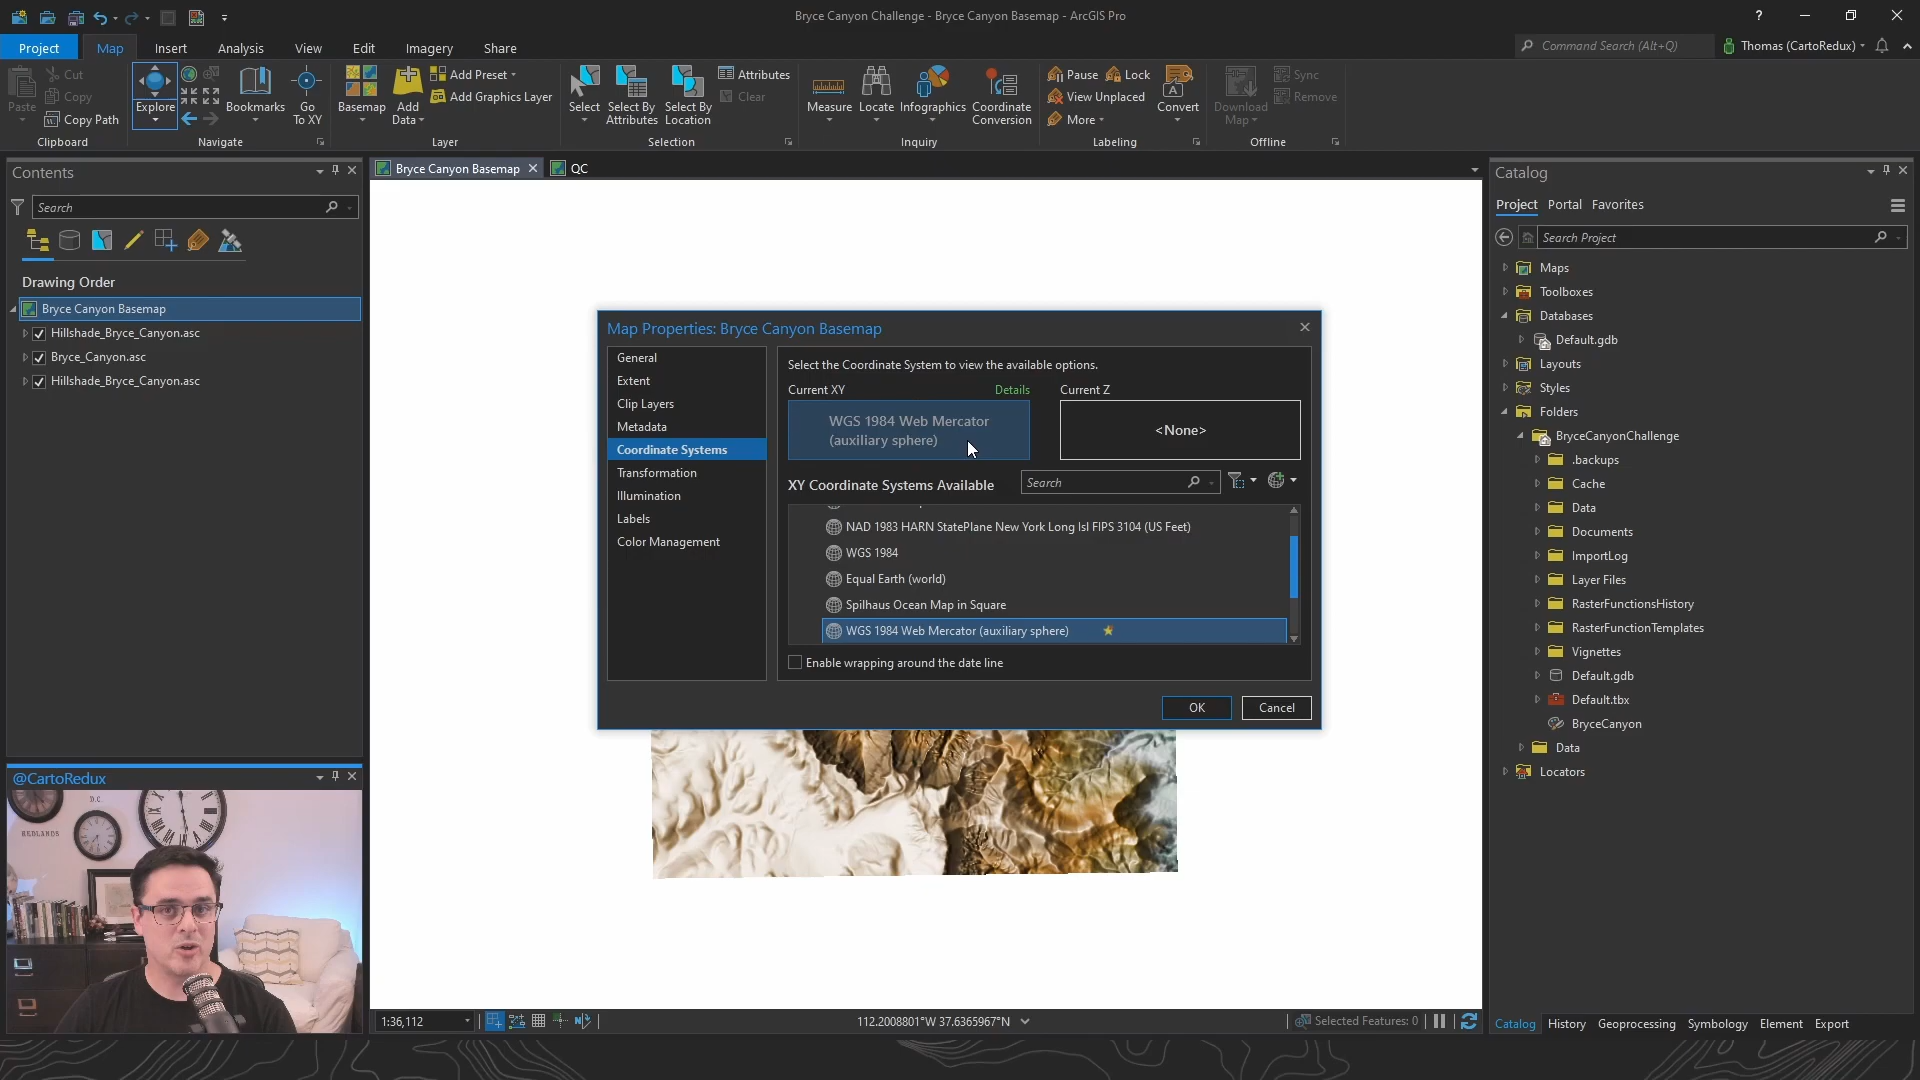 Bryce Canyon Challenge - Bryce Canyon Basemap - ArcGIS Pro
?
Project
Map
Insert
Analysis
View
Edit
Imagery
Share
Command Search (Alt+Q)
Thomas (CartoRedux)
Paste
Cut
Copy
Copy Path
Clipboard
Explore
Bookmarks
Go
To XY
Navigate
Basemap
Add
Data
Add Preset
Add Graphics Layer
Layer
Select
Select By
Attributes
Select By
Location
Attributes
Clear
Selection
Measure
Locate
Infographics
Coordinate
Conversion
Inquiry
Pause
Lock
View Unplaced
More
Convert
Labeling
Download
Map
Sync
Remove
Offline
Contents
Search
Drawing Order
Bryce Canyon Basemap
Hillshade_Bryce_Canyon.asc
Bryce_Canyon.asc
Hillshade_Bryce_Canyon.asc
@CartoRedux
D.C.
REDLANDS
Bryce Canyon Basemap
QC
Map Properties: Bryce Canyon Basemap
General
Extent
Clip Layers
Metadata
Coordinate Systems
Transformation
Illumination
Labels
Color Management
Select the Coordinate System to view the available options.
Current XY
Details
Current Z
WGS 1984 Web Mercator
(auxiliary sphere)
<None>
XY Coordinate Systems Available
Search
NAD 1983 HARN StatePlane New York Long Isl FIPS 3104 (US Feet)
WGS 1984
Equal Earth (world)
Spilhaus Ocean Map in Square
WGS 1984 Web Mercator (auxiliary sphere)
Enable wrapping around the date line
OK
Cancel
1:36,112
112.2008801°W 37.6365967°N
Selected Features: 0
Catalog
Project
Portal
Favorites
Search Project
Maps
Toolboxes
Databases
Default.gdb
Layouts
Styles
Folders
BryceCanyonChallenge
.backups
Cache
Data
Documents
ImportLog
Layer Files
RasterFunctionsHistory
RasterFunctionTemplates
Vignettes
Default.gdb
Default.tbx
BryceCanyon
Data
Locators
Catalog
History
Geoprocessing
Symbology
Element
Export